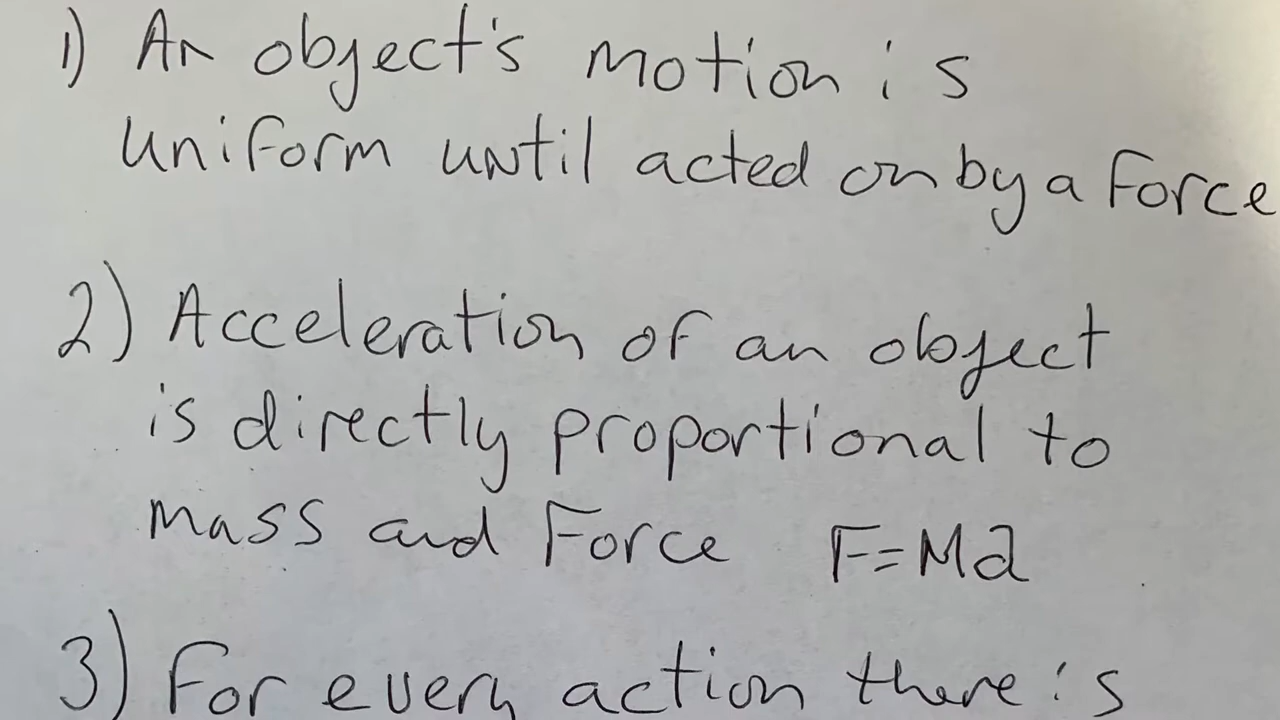 1) An object's motion is
uniform until acted on by a force
2) Acceleration of an object
is directly proportional to
mass and Force F=Ma
3) For every action there is